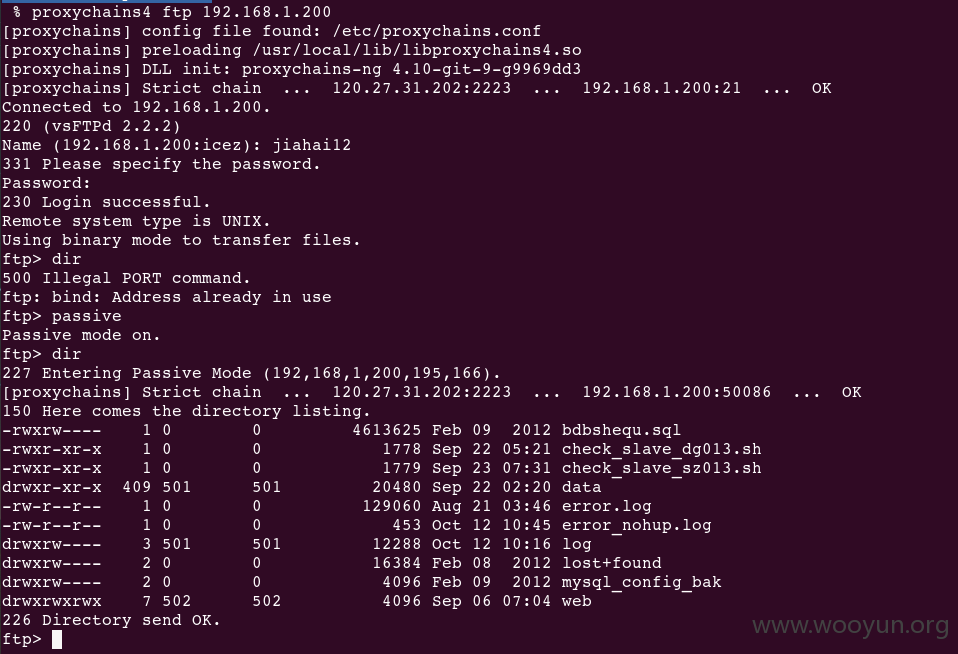 % proxychains4 ftp 192.168.1.200
[proxychains] config file found: /etc/proxychains.conf
[proxychains] preloading /usr/local/lib/libproxychains4.so
[proxychains] DLL init: proxychains-ng 4.10-git-9-g9969dd3
[proxychains] Strict chain  ...  120.27.31.202:2223  ...  192.168.1.200:21  ...  OK
Connected to 192.168.1.200.
220 (vsFTPd 2.2.2)
Name (192.168.1.200:icez): jiahai12
331 Please specify the password.
Password:
230 Login successful.
Remote system type is UNIX.
Using binary mode to transfer files.
ftp> dir
500 Illegal PORT command.
ftp: bind: Address already in use
ftp> passive
Passive mode on.
ftp> dir
227 Entering Passive Mode (192,168,1,200,195,166).
[proxychains] Strict chain  ...  120.27.31.202:2223  ...  192.168.1.200:50086  ...  OK
150 Here comes the directory listing.
-rwxrw----    1 0        0         4613625 Feb 09  2012 bdbshequ.sql
-rwxr-xr-x    1 0        0            1778 Sep 22 05:21 check_slave_dg013.sh
-rwxr-xr-x    1 0        0            1779 Sep 23 07:31 check_slave_sz013.sh
drwxr-xr-x  409 501      501         20480 Sep 22 02:20 data
-rw-r--r--    1 0        0          129060 Aug 21 03:46 error.log
-rw-r--r--    1 0        0             453 Oct 12 10:45 error_nohup.log
drwxrw----    3 501      501         12288 Oct 12 10:16 log
drwxrw----    2 0        0           16384 Feb 08  2012 lost+found
drwxrw----    2 0        0            4096 Feb 09  2012 mysql_config_bak
drwxrwxrwx    7 502      502          4096 Sep 06 07:04 web
226 Directory send OK.
ftp>
www.wooyun.org